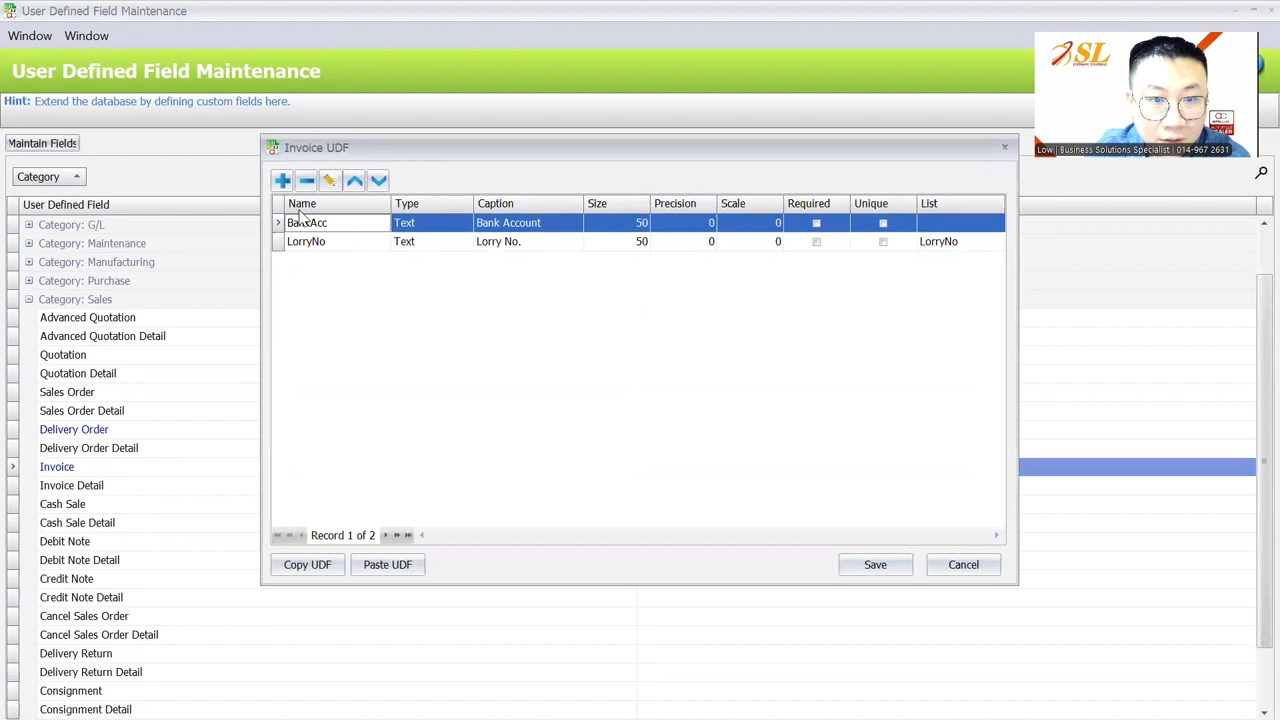 User Defined Field Maintenance
Window Window
User Defined Field Maintenance
Hint: Extend the database by defining custom fields here.
SL
Low | Business Solutions Specialist | 014-967 2631
Maintain Fields
Category
User Defined Field
Category: G/L
Category: Maintenance
Category: Manufacturing
Category: Purchase
Category: Sales
Advanced Quotation
Advanced Quotation Detail
Quotation
Quotation Detail
Sales Order
Sales Order Detail
Delivery Order
Delivery Order Detail
Invoice
Invoice Detail
Cash Sale
Cash Sale Detail
Debit Note
Debit Note Detail
Credit Note
Credit Note Detail
Cancel Sales Order
Cancel Sales Order Detail
Delivery Return
Delivery Return Detail
Consignment
Consignment Detail
Invoice UDF
Name Type Caption Size Precision Scale Required Unique List
BankAcc Text Bank Account 50 0 0
LorryNo Text Lorry No. 50 0 0 LorryNo
Record 1 of 2
Copy UDF Paste UDF Save Cancel